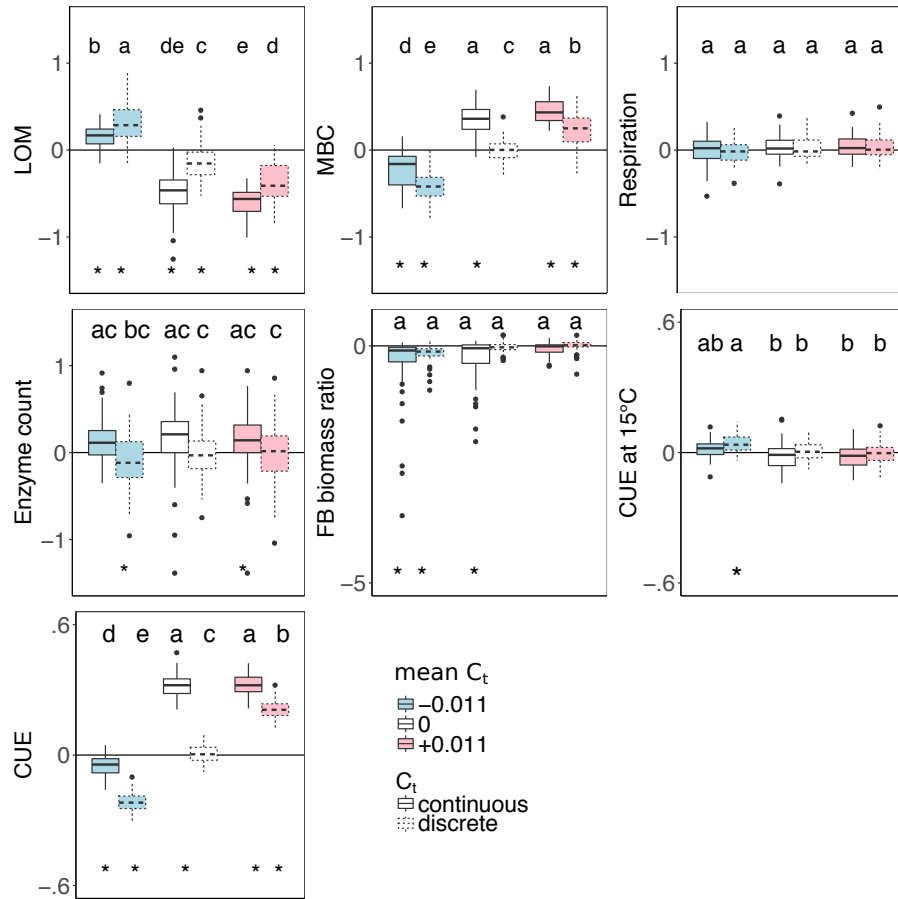 1
0
−1
LOM
b a de c e d
* * * * * *
1
0
−1
MBC
d e a c a b
* * * * *
1
0
−1
Respiration
a a a a a a
1
0
−1
Enzyme count
ac bc ac c ac c
* *
0
−5
FB biomass ratio
a a a a a a
* * *
.6
0
−.6
CUE at 15°C
ab a b b b b
*
.6
0
−.6
CUE
d e a c a b
* * * * *
mean Ct
−0.011
0
+0.011
Ct
continuous
discrete